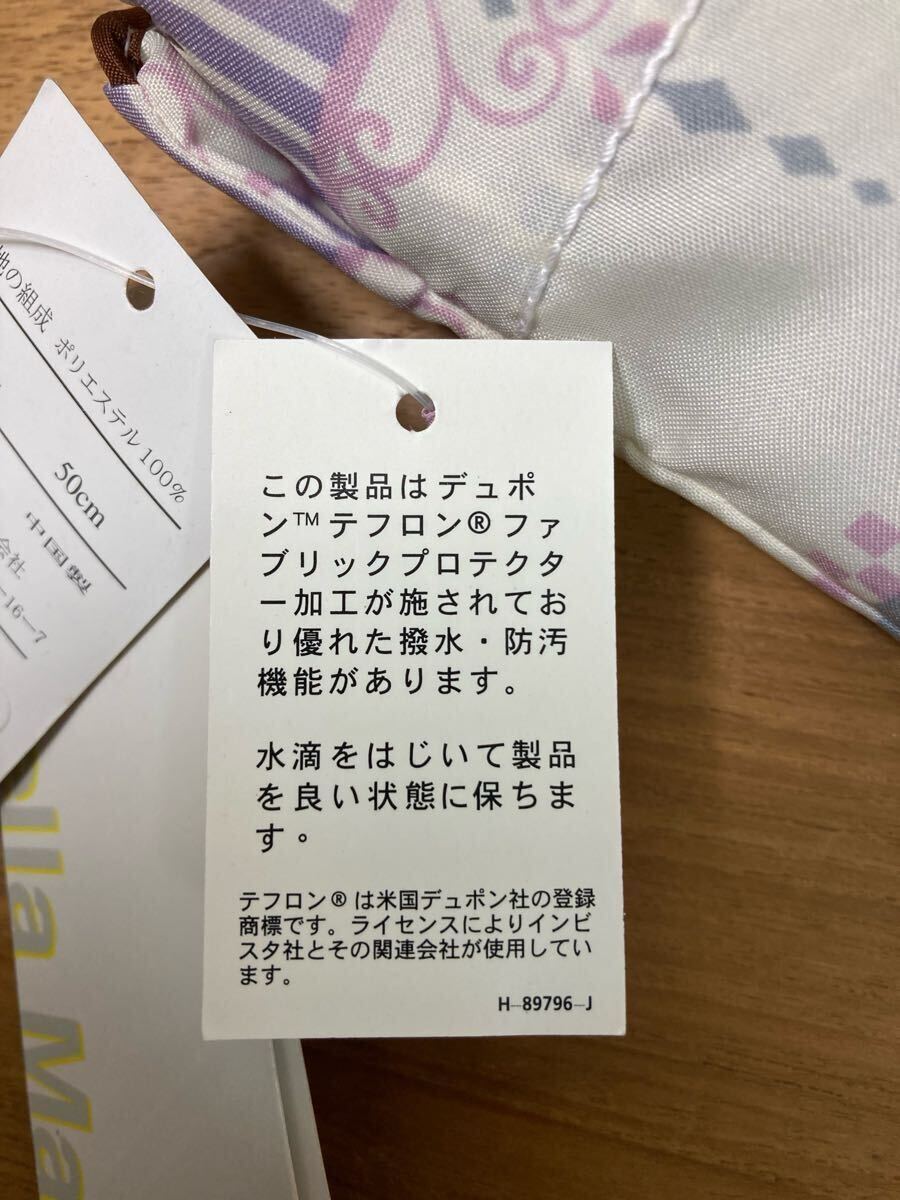 地の組成 ポリエステル 100%
50cm
中国製
会社
16-7
この製品はデュポ
ン™テフロン®ファ
ブリックプロテクタ
ー加工が施されてお
り優れた撥水・防汚
機能があります。
水滴をはじいて製品
を良い状態に保ちま
す。
テフロン®は米国デュポン社の登録
商標です。ライセンスによりインビ
スタ社とその関連会社が使用してい
ます。
H-89796-J
lla Ma